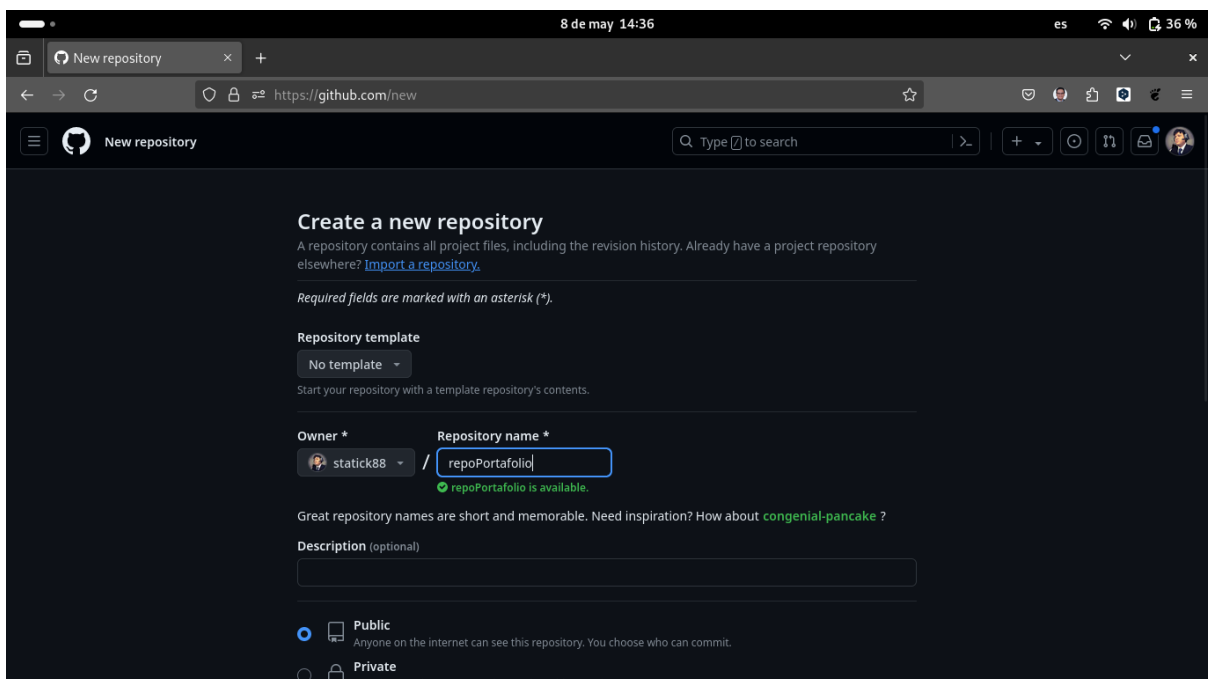 8 de may 14:36
es
36 %
New repository
https://github.com/new
New repository
Type / to search
Create a new repository
A repository contains all project files, including the revision history. Already have a project repository
elsewhere? Import a repository.
Required fields are marked with an asterisk (*).
Repository template
No template
Start your repository with a template repository's contents.
Owner * Repository name *
statick88 / repoPortafolio
repoPortafolio is available.
Great repository names are short and memorable. Need inspiration? How about congenial-pancake ?
Description (optional)
Public
Anyone on the internet can see this repository. You choose who can commit.
Private